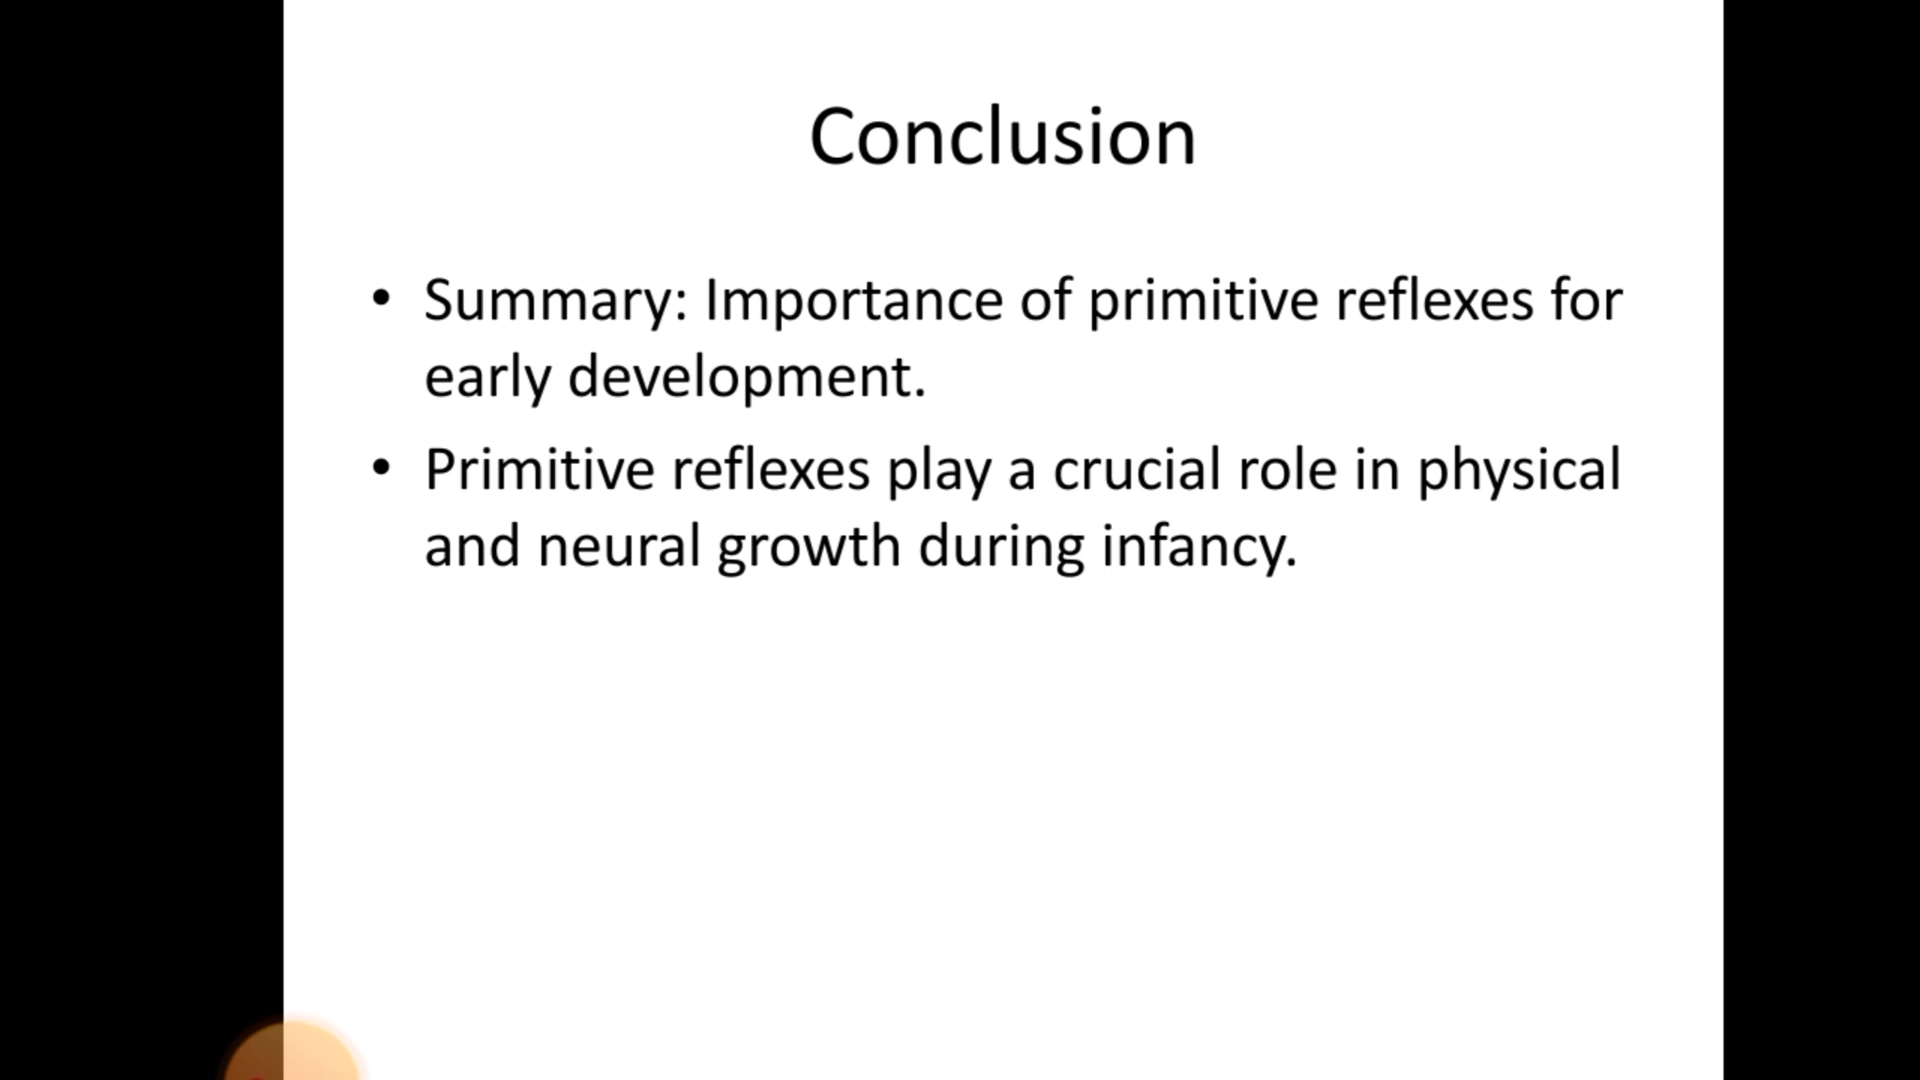 Conclusion
• Summary: Importance of primitive reflexes for
early development.
• Primitive reflexes play a crucial role in physical
and neural growth during infancy.